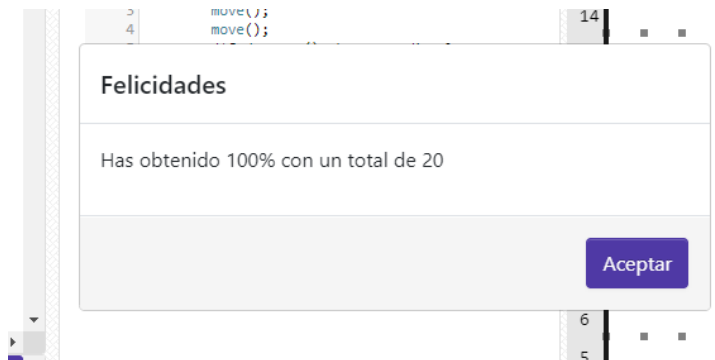 3 move();
4 move();
14
Felicidades
Has obtenido 100% con un total de 20
Aceptar
6
5